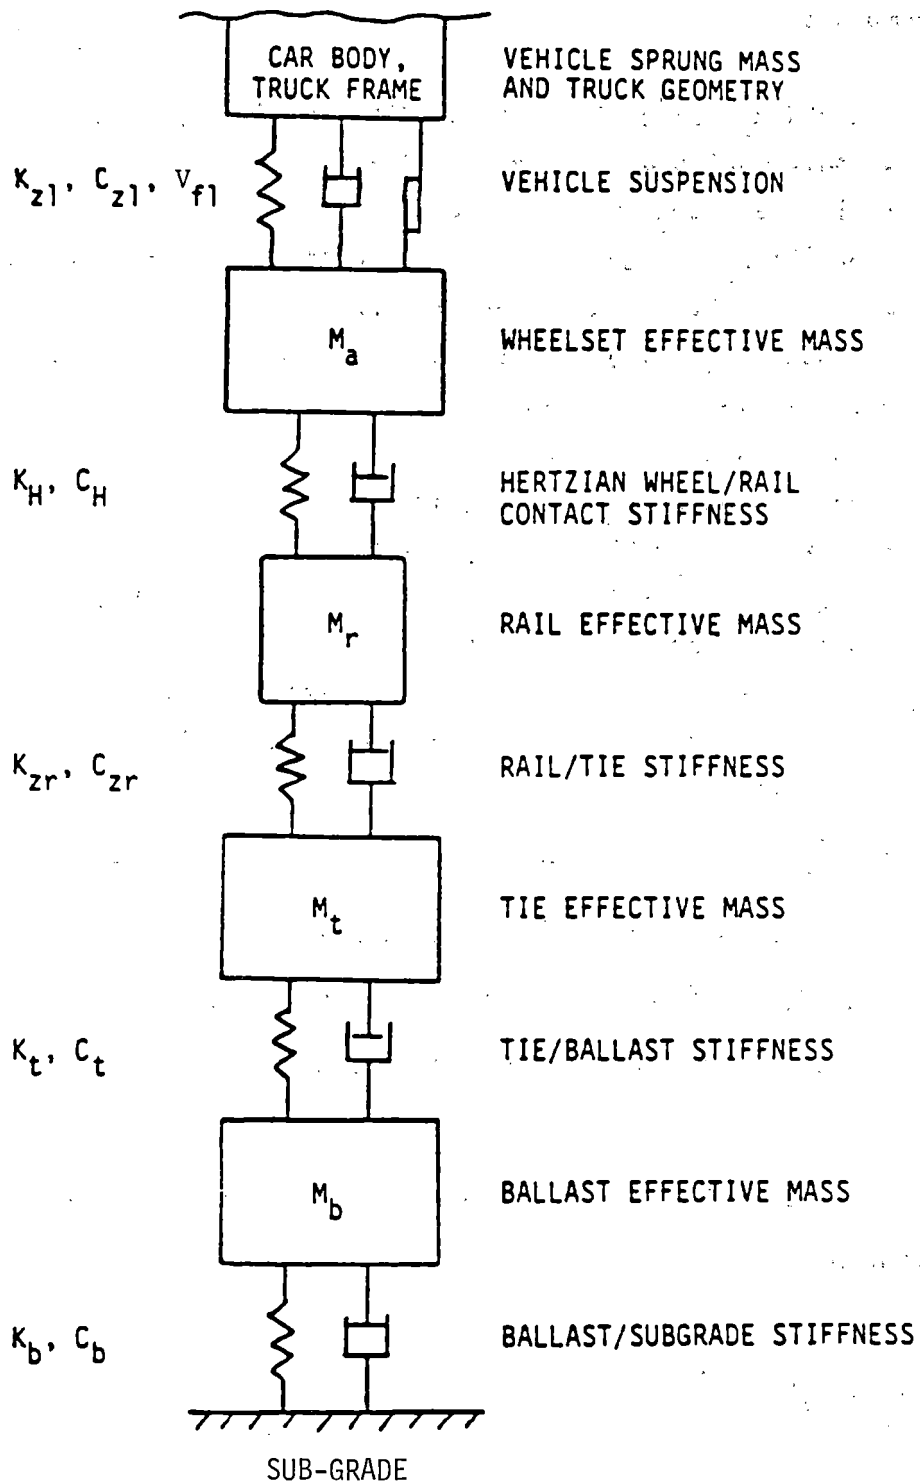 CAR BODY,
TRUCK FRAME
VEHICLE SPRUNG MASS
AND TRUCK GEOMETRY
K_z1, C_z1, V_f1
VEHICLE SUSPENSION
M_a
WHEELSET EFFECTIVE MASS
K_H, C_H
HERTZIAN WHEEL/RAIL
CONTACT STIFFNESS
M_r
RAIL EFFECTIVE MASS
K_zr, C_zr
RAIL/TIE STIFFNESS
M_t
TIE EFFECTIVE MASS
K_t, C_t
TIE/BALLAST STIFFNESS
M_b
BALLAST EFFECTIVE MASS
K_b, C_b
BALLAST/SUBGRADE STIFFNESS
SUB-GRADE